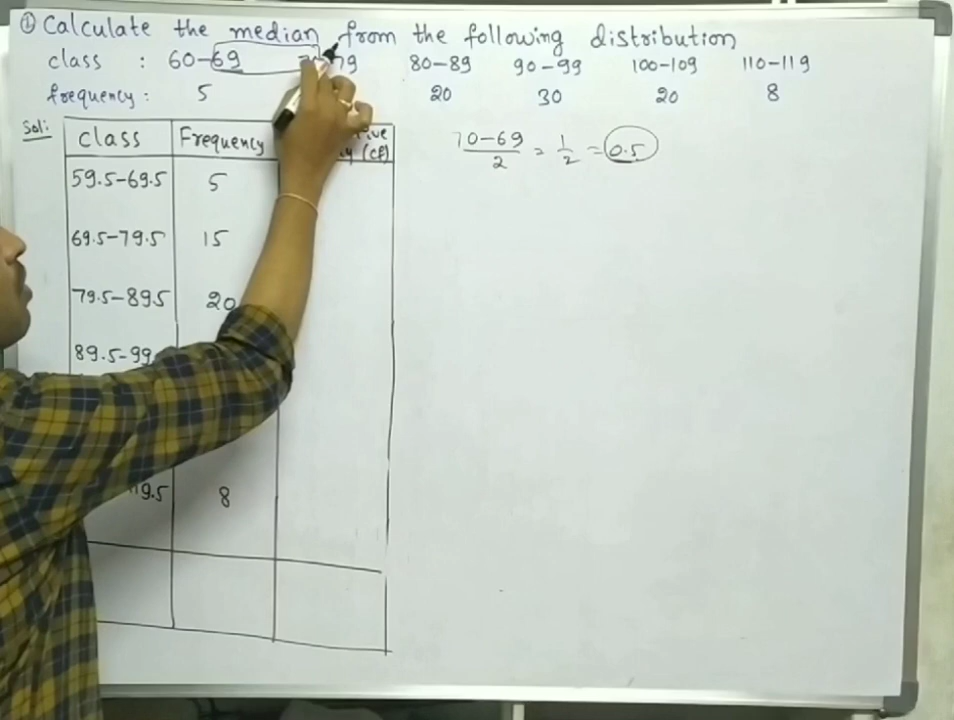 ① Calculate the median from the following distribution
class : 60-69 79 80-89 90-99 100-109 110-119
frequency : 5 20 30 20 8
Sol:
Class Frequency (CF)
70-69/2 = 1/2 = 0.5
59.5-69.5 5
69.5-79.5 15
79.5-89.5 20
89.5-99
9.5 8